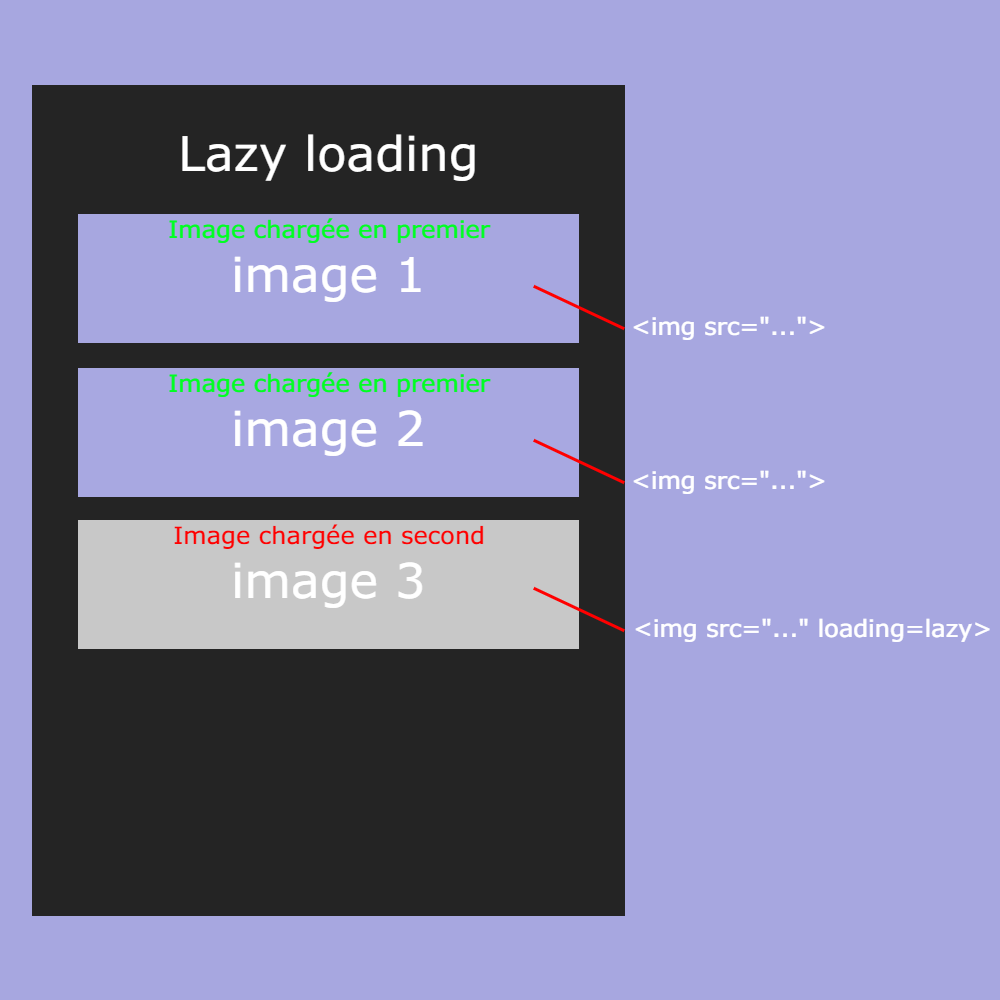 Lazy loading
Image chargée en premier
image 1
<img src="...">
Image chargée en premier
image 2
<img src="...">
Image chargée en second
image 3
<img src="..." loading=lazy>